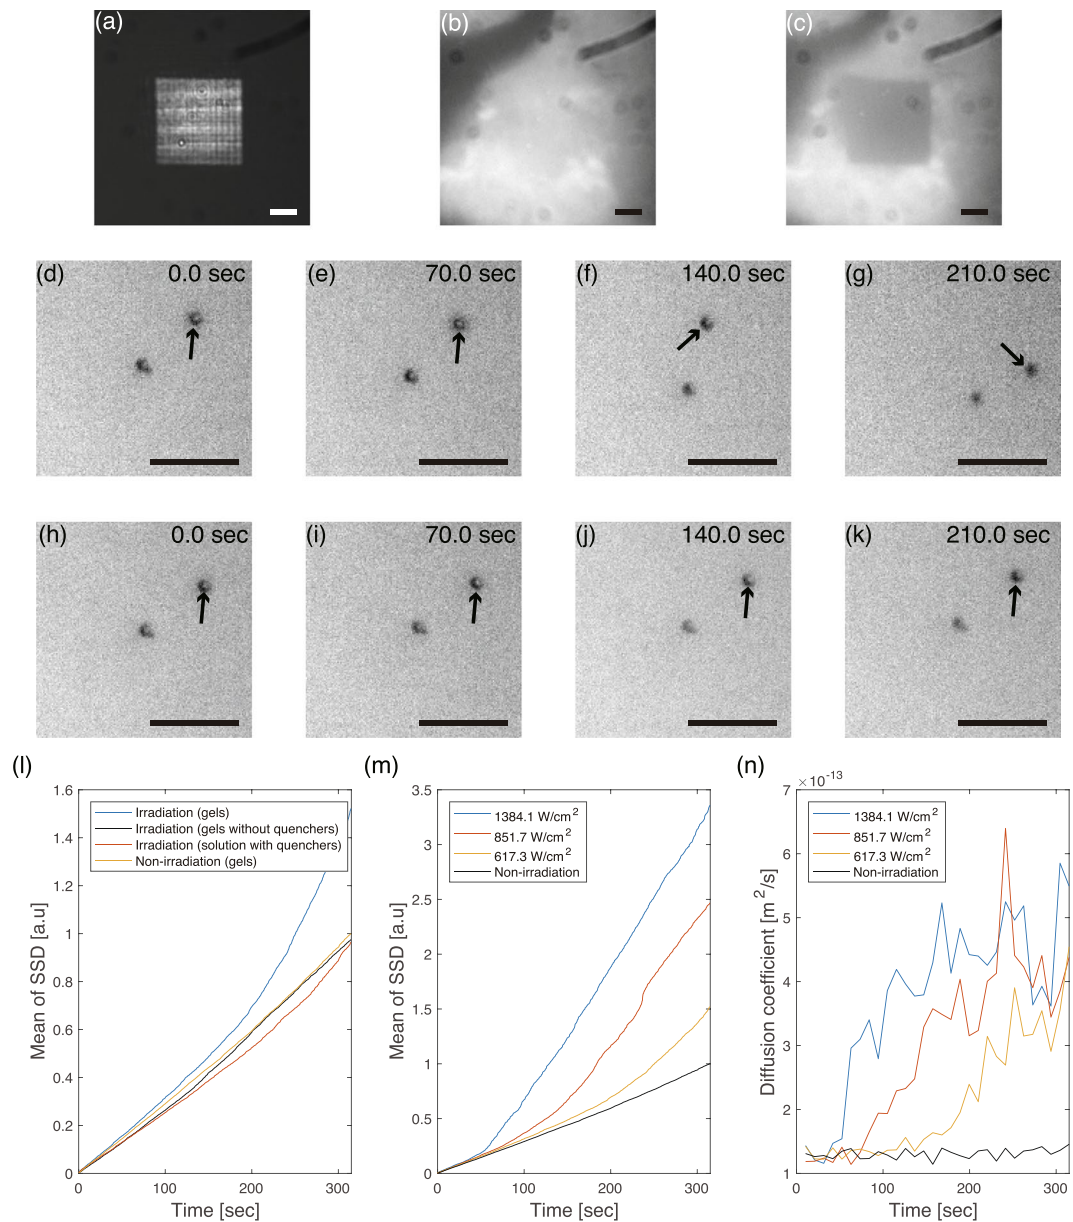 (a)
(b)
(c)
(d) 0.0 sec
(e) 70.0 sec
(f) 140.0 sec
(g) 210.0 sec
(h) 0.0 sec
(i) 70.0 sec
(j) 140.0 sec
(k) 210.0 sec
(l)
1.6
1.4
1.2
1
0.8
0.6
0.4
0.2
0
0 100 200 300
Mean of SSD [a.u]
Time [sec]
Irradiation (gels)
Irradiation (gels without quenchers)
Irradiation (solution with quenchers)
Non-irradiation (gels)
(m)
3.5
3
2.5
2
1.5
1
0.5
0
0 100 200 300
Mean of SSD [a.u]
Time [sec]
1384.1 W/cm²
851.7 W/cm²
617.3 W/cm²
Non-irradiation
(n)
×10⁻¹³
7
6
5
4
3
2
1
0 100 200 300
Diffusion coefficient [m²/s]
Time [sec]
1384.1 W/cm²
851.7 W/cm²
617.3 W/cm²
Non-irradiation